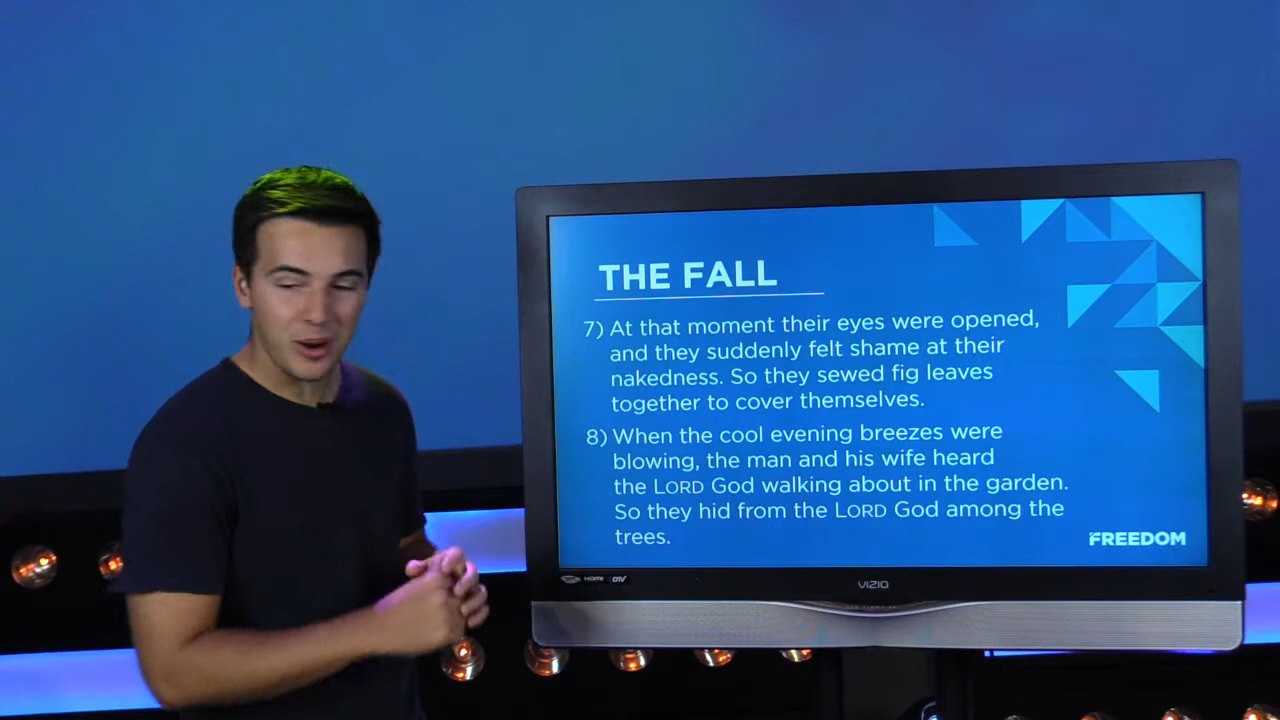 THE FALL
7) At that moment their eyes were opened,
and they suddenly felt shame at their
nakedness. So they sewed fig leaves
together to cover themselves.
8) When the cool evening breezes were
blowing, the man and his wife heard
the LORD God walking about in the garden.
So they hid from the LORD God among the
trees.
FREEDOM
HDMI DTV
VIZIO